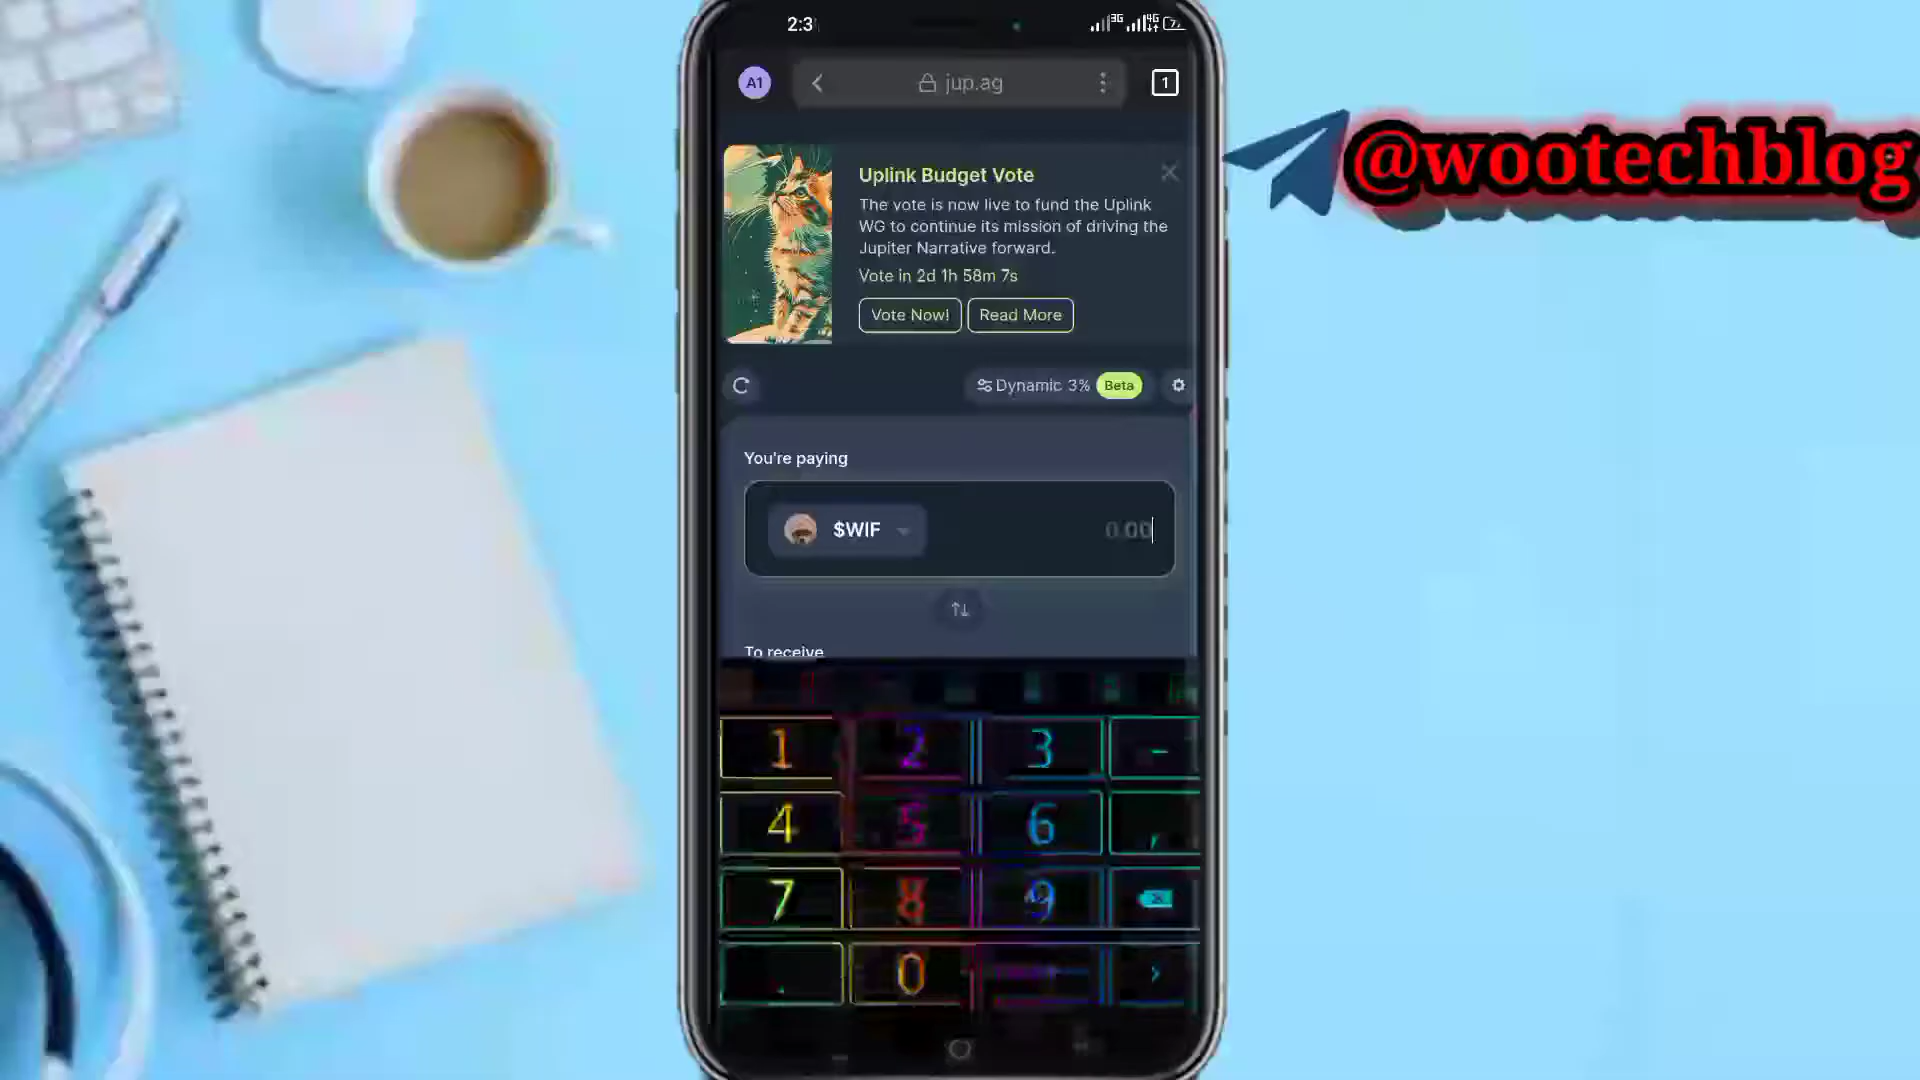 2:3
3G
4G
A1
jup.ag
1
@wootechblog
Uplink Budget Vote
The vote is now live to fund the Uplink
WG to continue its mission of driving the
Jupiter Narrative forward.
Vote in 2d 1h 58m 7s
Vote Now!
Read More
Dynamic 3%
Beta
You're paying
$WIF
0.00
To receive
1 2 3 -
4 5 6 ,
7 8 9
. 0